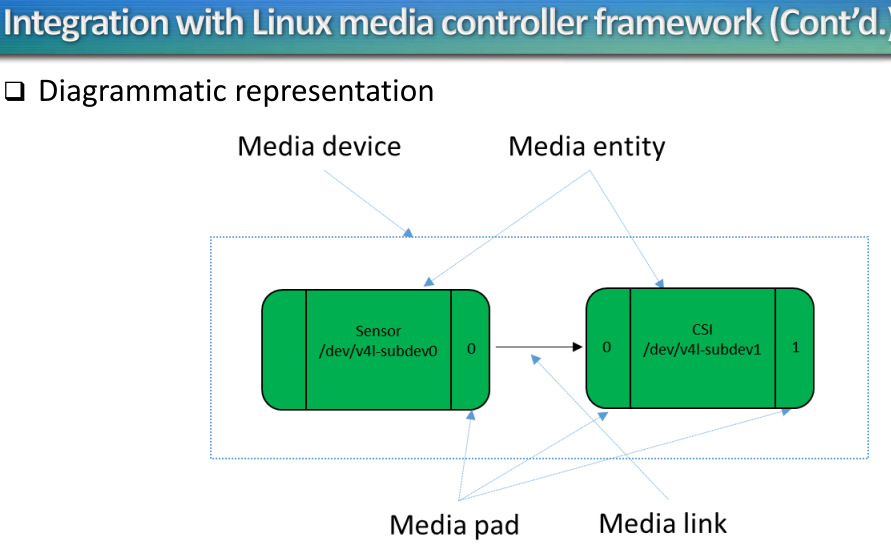 Integration with Linux media controller framework (Cont’d.)
❑ Diagrammatic representation
Media device
Media entity
Sensor
/dev/v4l-subdev0
0
0
CSI
/dev/v4l-subdev1
1
Media pad
Media link